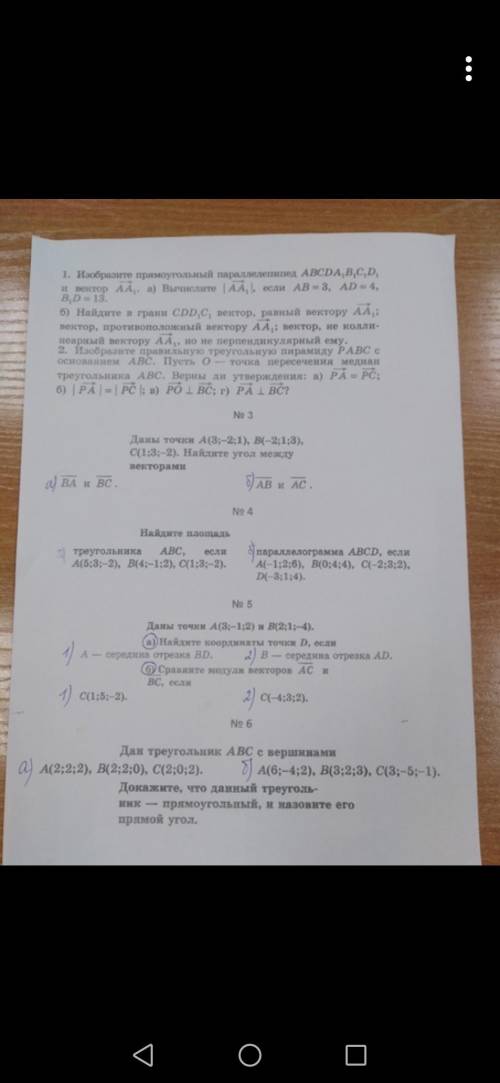 1. Изобразите прямоугольный параллелепипед ABCDA₁B₁C₁D₁
и вектор AA₁. а) Вычислите |AA₁|, если AB = 3, AD = 4,
B₁D = 13.
б) Найдите в грани CDD₁C₁ вектор, равный вектору AA₁;
вектор, противоположный вектору AA₁; вектор, не колли-
неарный вектору AA₁, но не перпендикулярный ему.
2. Изобразите правильную треугольную пирамиду PABC с
основанием ABC. Пусть O — точка пересечения медиан
треугольника ABC. Верны ли утверждения: а) PA = PC;
б) |PA| = |PC|; в) PO ⊥ BC; г) PA ⊥ BC?
№ 3
Даны точки A(3;–2;1), B(–2;1;3),
C(1;3;–2). Найдите угол между
векторами
а) BA и BC. б) AB и AC.
№ 4
Найдите площадь
а) треугольника ABC, если б) параллелограмма ABCD, если
A(5;3;–2), B(4;–1;2), C(1;3;–2). A(–1;2;6), B(0;4;4), C(–2;3;2),
D(–3;1;4).
№ 5
Даны точки A(3;–1;2) и B(2;1;–4).
а) Найдите координаты точки D, если
1) A — середина отрезка BD. 2) B — середина отрезка AD.
б) Сравните модули векторов AC и
BC, если
1) C(1;5;–2). 2) C(–4;3;2).
№ 6
Дан треугольник ABC с вершинами
а) A(2;2;2), B(2;2;0), C(2;0;2). б) A(6;–4;2), B(3;2;3), C(3;–5;–1).
Докажите, что данный треуголь-
ник — прямоугольный, и назовите его
прямой угол.